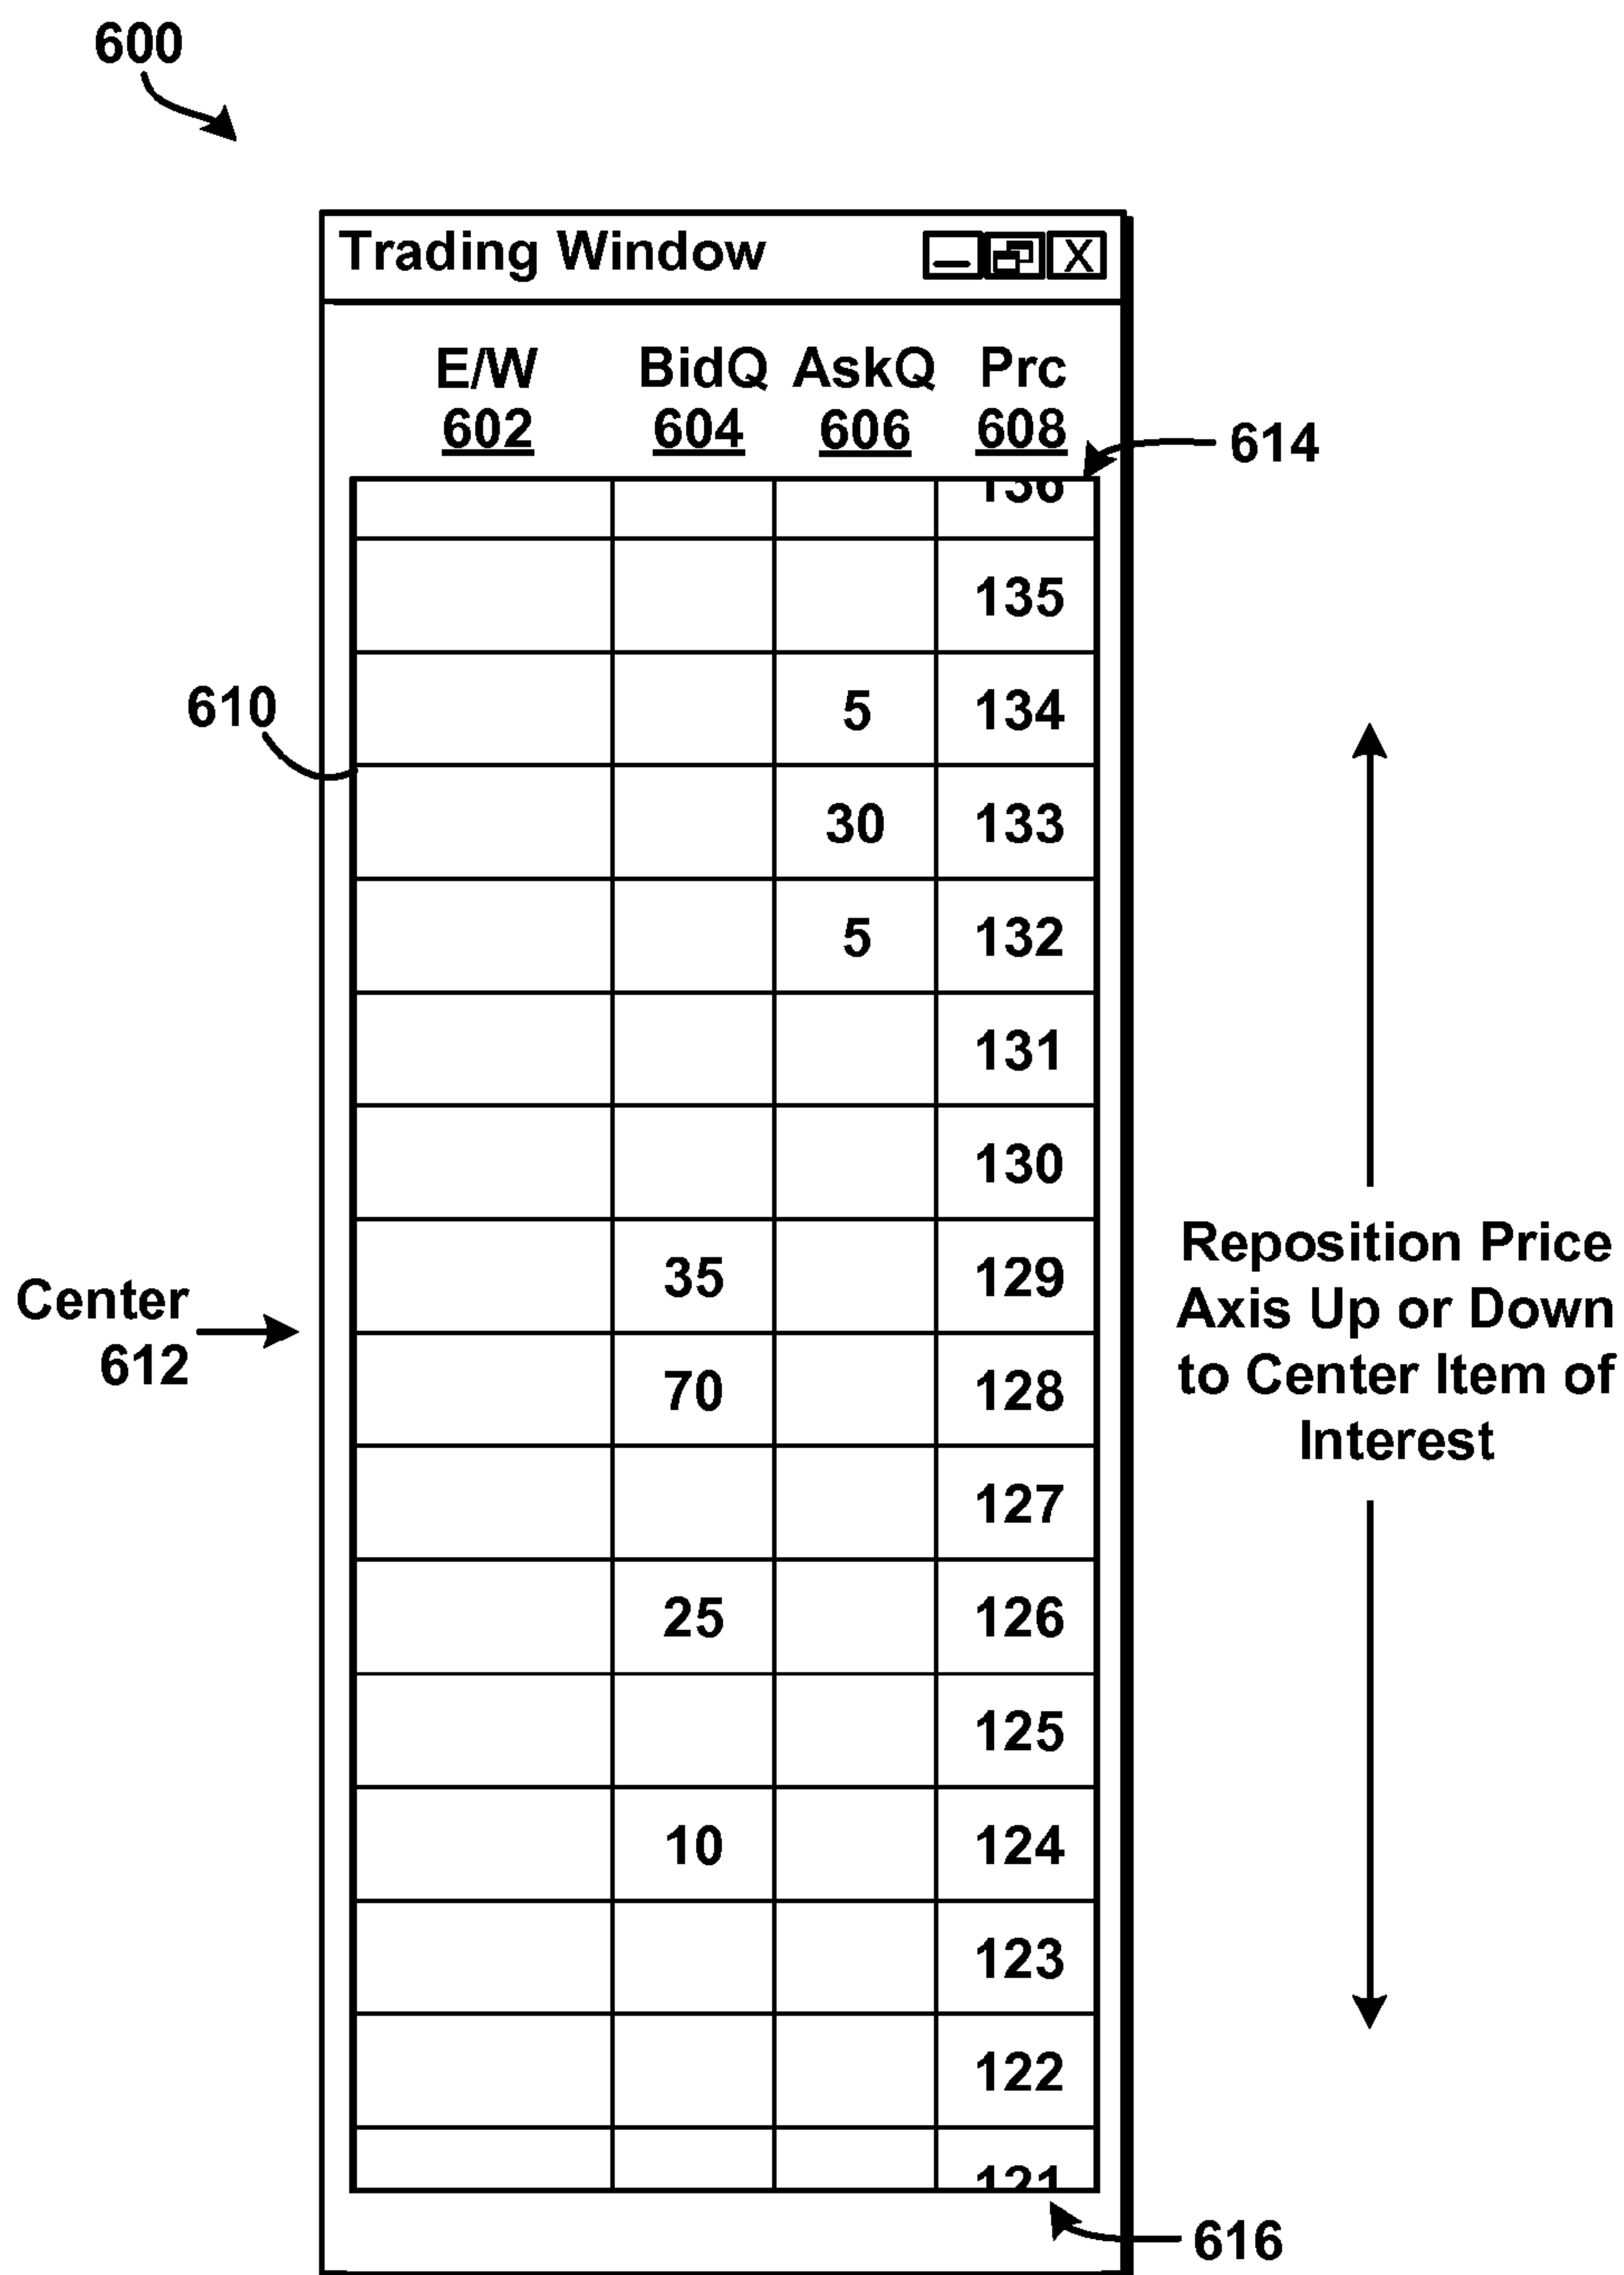 600
Trading Window
E/W BidQ AskQ Prc
602 604 606 608
614
136
135
610
5 134
30 133
5 132
131
130
35 129
Center
612
70 128
Reposition Price
Axis Up or Down
to Center Item of
Interest
127
25 126
125
10 124
123
122
121
616